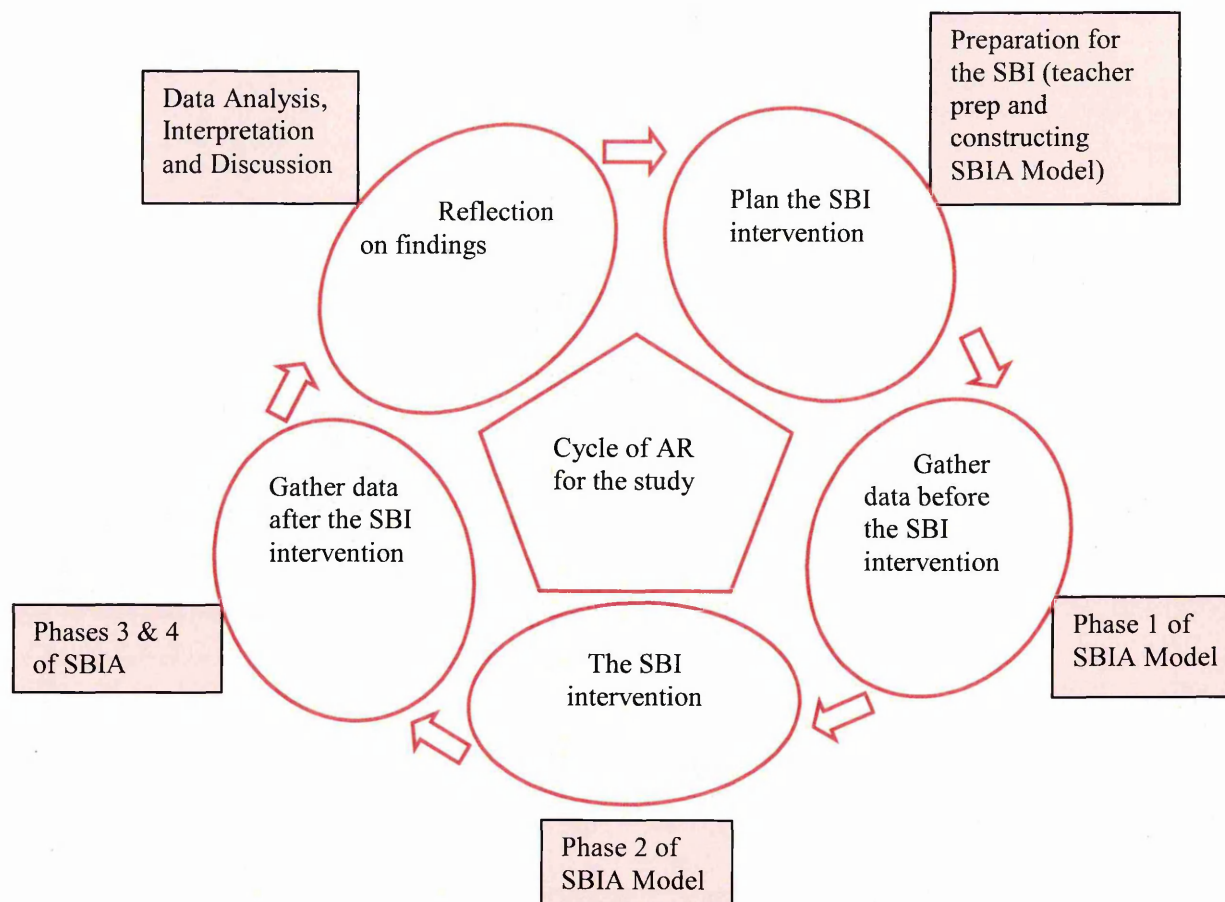 Preparation for
the SBI (teacher
prep and
constructing
SBIA Model)
Data Analysis,
Interpretation
and Discussion
Reflection
on findings
Plan the SBI
intervention
Cycle of AR
for the study
Gather data
after the SBI
intervention
Gather
data before
the SBI
intervention
Phases 3 & 4
of SBIA
The SBI
intervention
Phase 1 of
SBIA Model
Phase 2 of
SBIA Model